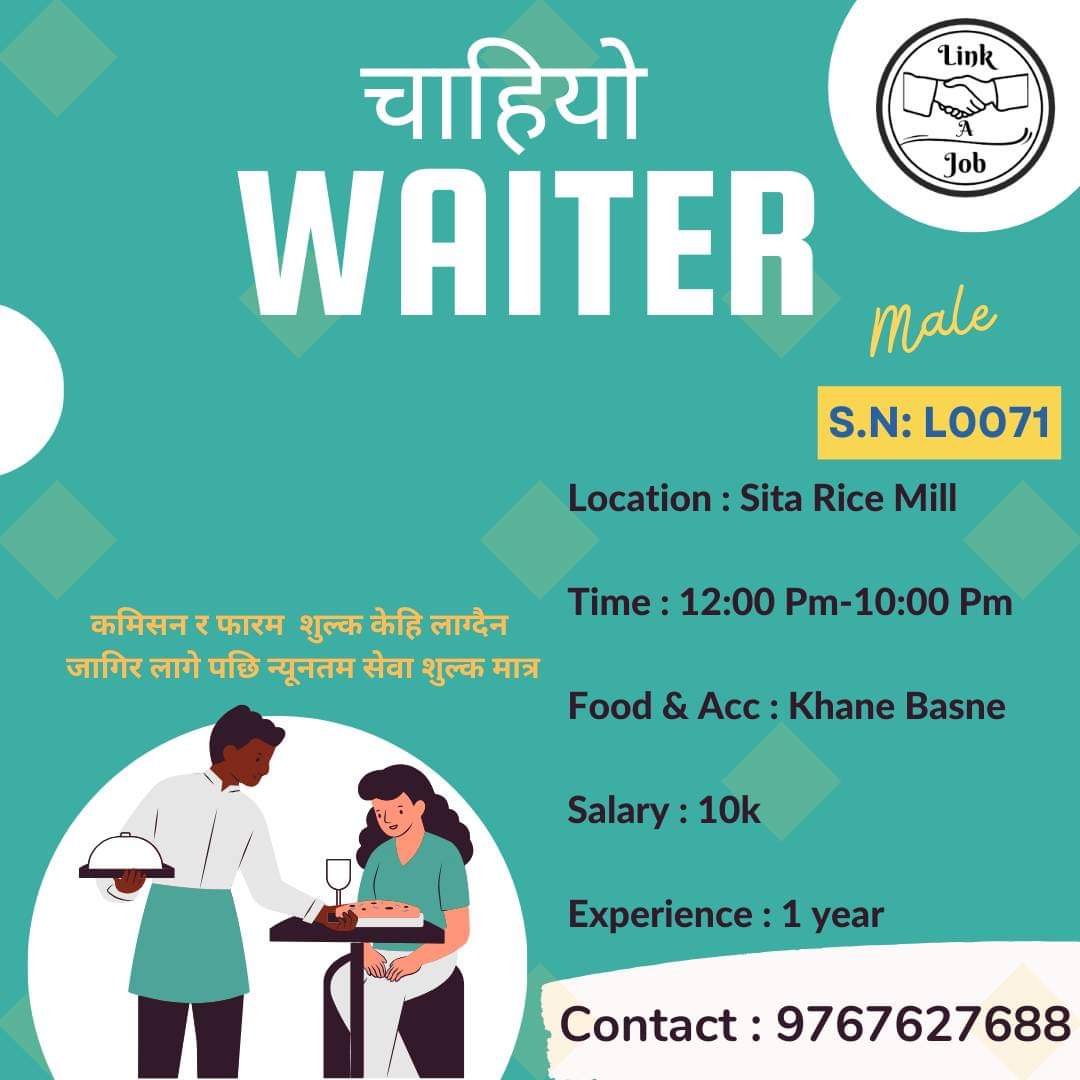 चाहियो
WAITER
Link
A
Job
Male
S.N: L0071
Location : Sita Rice Mill
Time : 12:00 Pm-10:00 Pm
कमिसन र फारम शुल्क केहि लाग्दैन
जागिर लागे पछि न्यूनतम सेवा शुल्क मात्र
Food & Acc : Khane Basne
Salary : 10k
Experience : 1 year
Contact : 9767627688